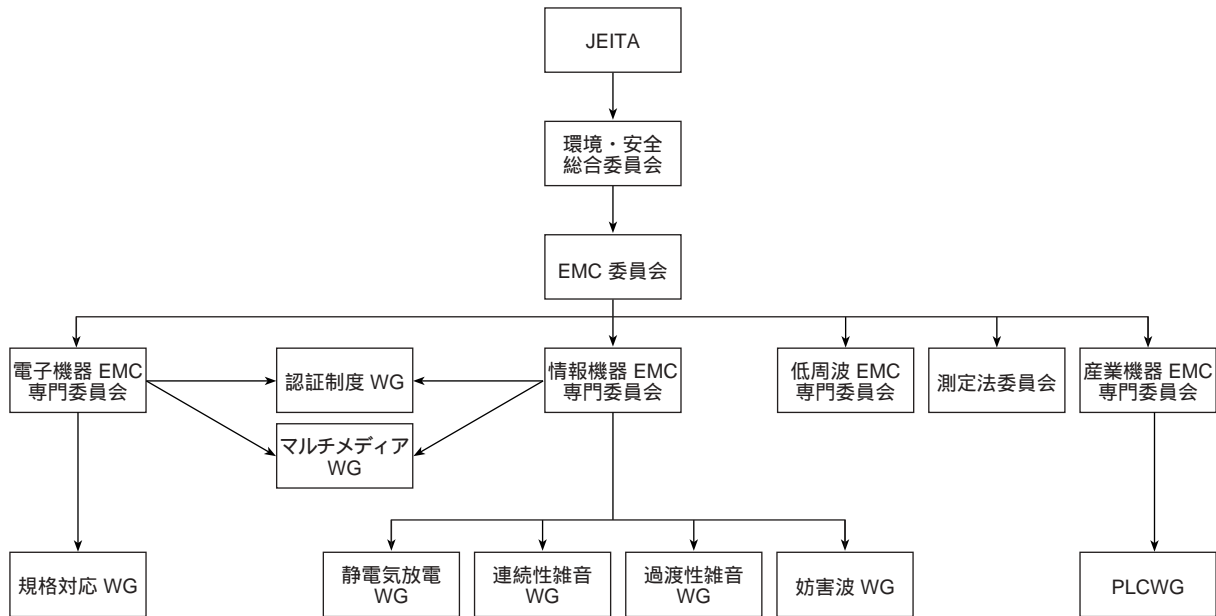 JEITA
環境・安全
総合委員会
EMC 委員会
電子機器 EMC
専門委員会
認証制度 WG
情報機器 EMC
専門委員会
低周波 EMC
専門委員会
測定法委員会
産業機器 EMC
専門委員会
マルチメディア
WG
規格対応 WG
静電気放電
WG
連続性雑音
WG
過渡性雑音
WG
妨害波 WG
PLCWG